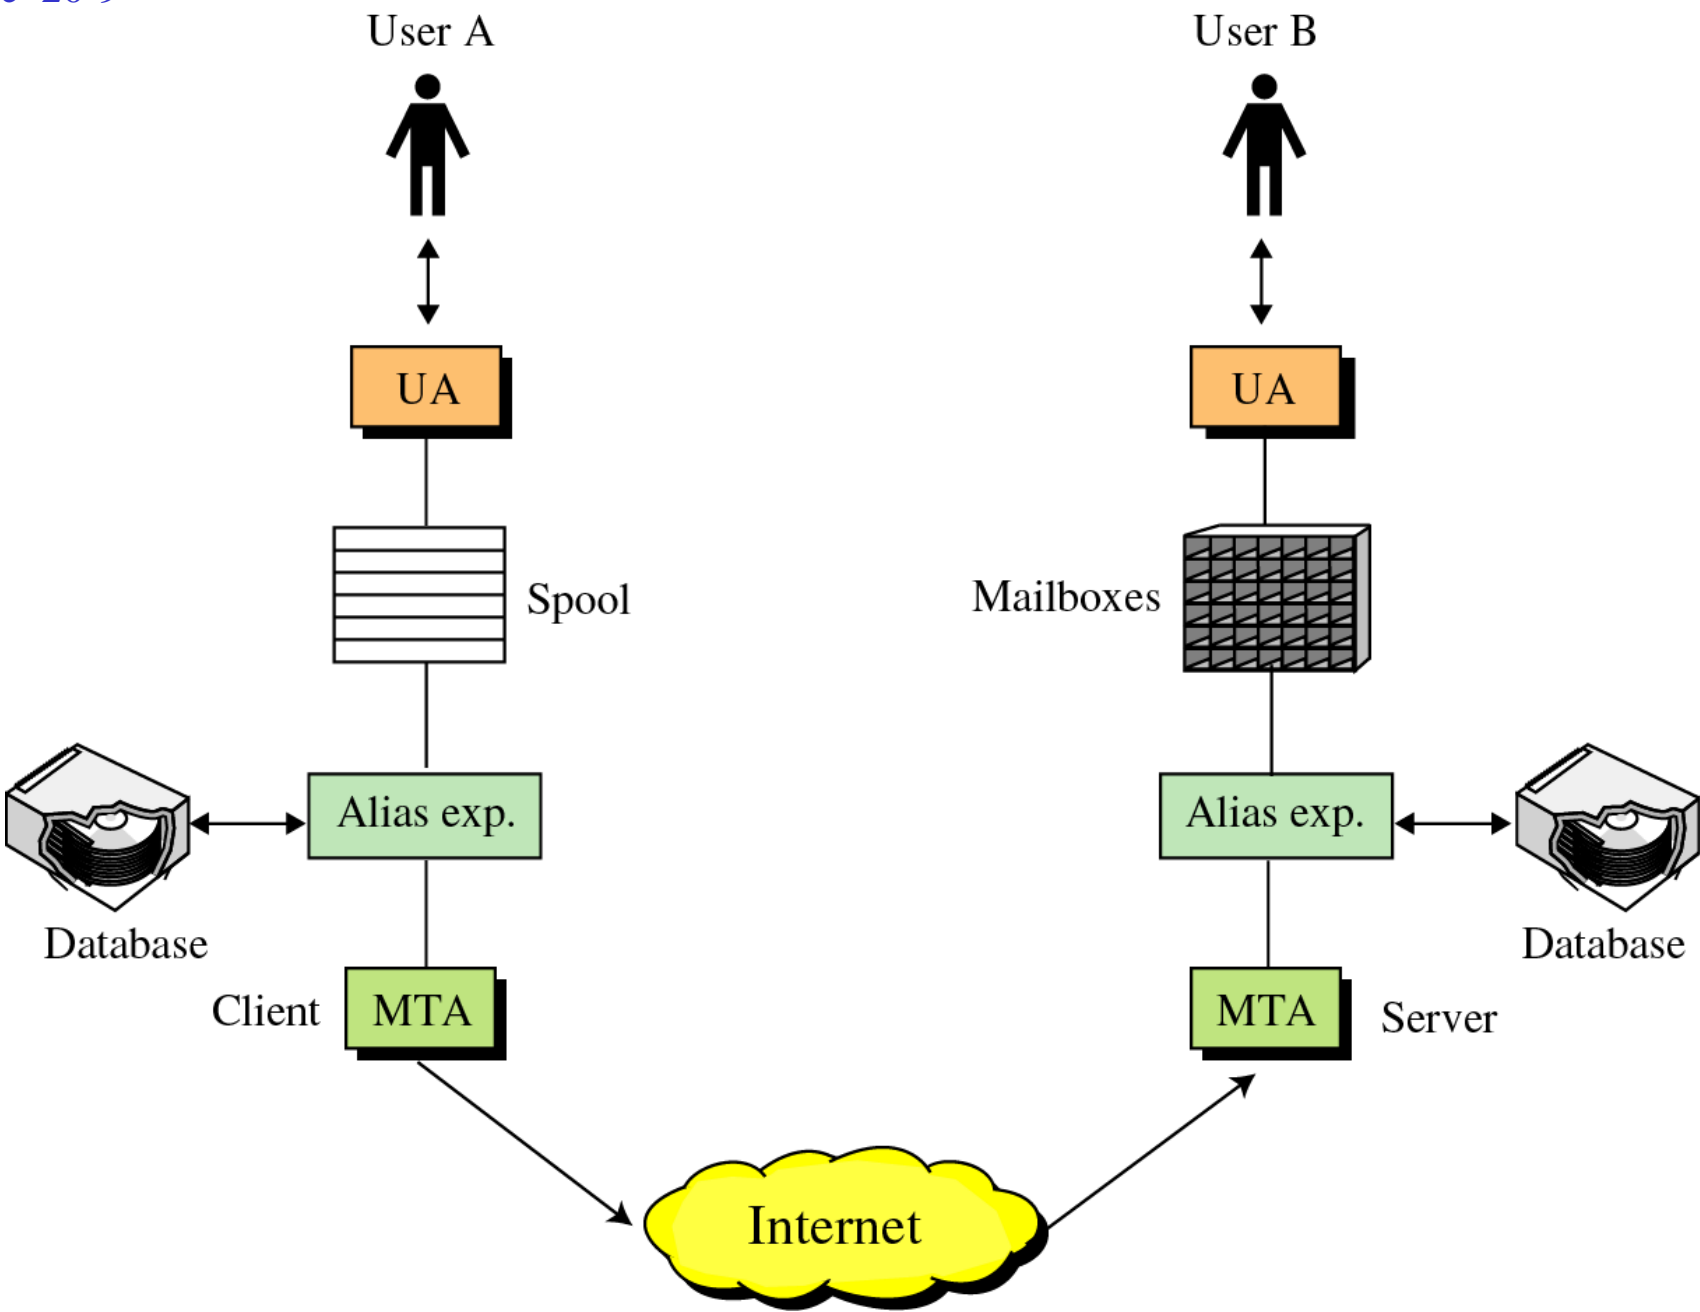 User A
User B
UA
UA
Spool
Mailboxes
Alias exp.
Alias exp.
Database
Database
Client
MTA
MTA
Server
Internet